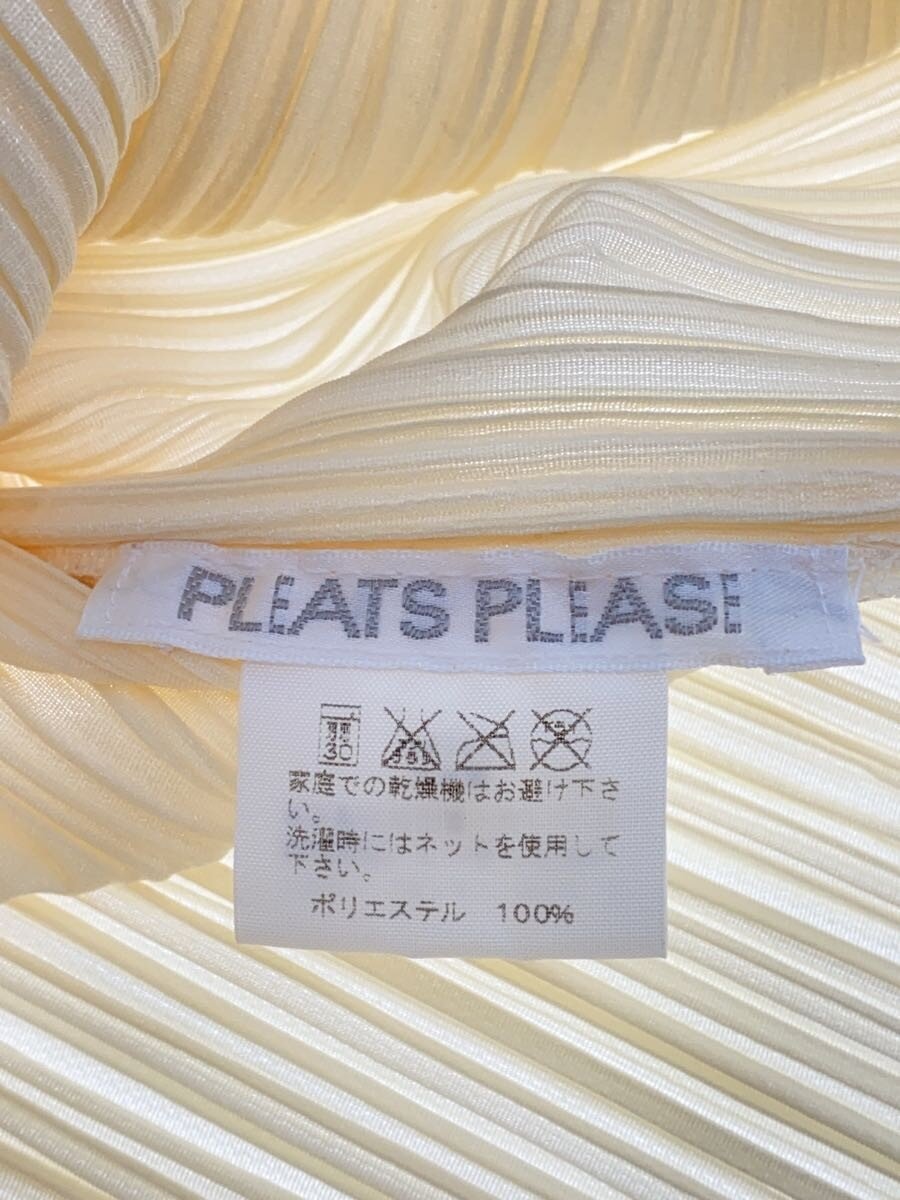 PLEATS PLEASE
30
家庭での乾燥機はお避け下さ
い。
洗濯時にはネットを使用して
下さい。
ポリエステル 100%